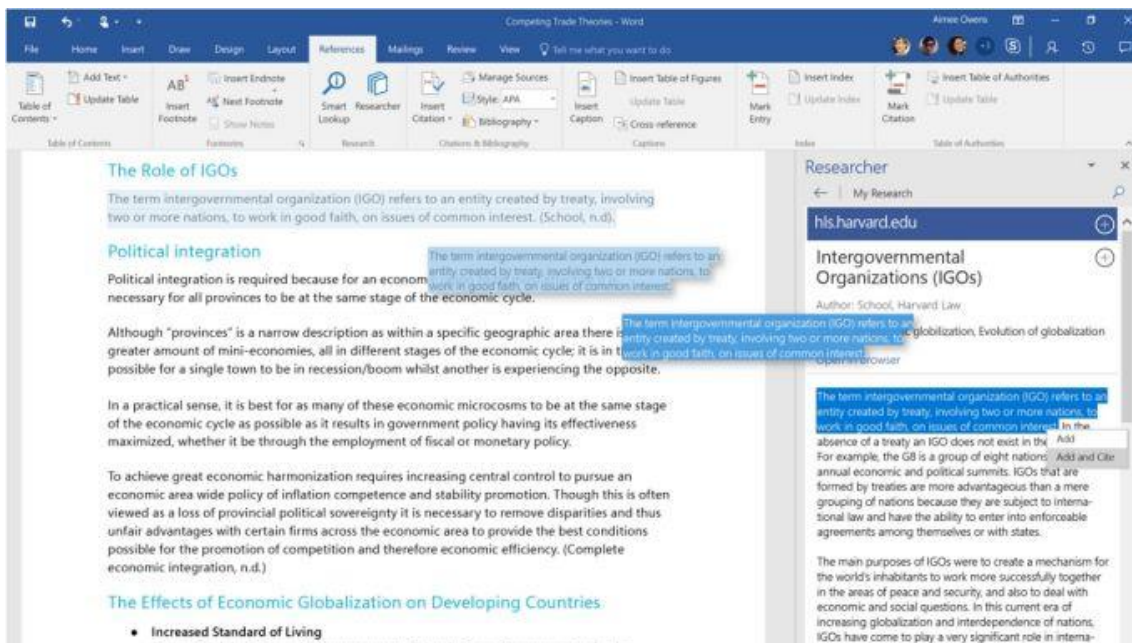 Competing Trade Theories - Word
Aimee Owens
File Home Insert Draw Design Layout References Mailings Review View Tell me what you want to do
Table of Contents
Add Text
Update Table
Table of Contents
AB¹
Insert Footnote
Insert Endnote
Next Footnote
Show Notes
Footnotes
Smart Lookup
Researcher
Research
Insert Citation
Manage Sources
Style: APA
Bibliography
Citations & Bibliography
Insert Caption
Insert Table of Figures
Update Table
Cross-reference
Captions
Mark Entry
Insert Index
Update Index
Index
Mark Citation
Insert Table of Authorities
Update Table
Table of Authorities
The Role of IGOs
The term intergovernmental organization (IGO) refers to an entity created by treaty, involving
two or more nations, to work in good faith, on issues of common interest. (School, n.d).
Political integration
Political integration is required because for an econom
necessary for all provinces to be at the same stage of the economic cycle.
The term intergovernmental organization (IGO) refers to an
entity created by treaty, involving two or more nations, to
work in good faith, on issues of common interest.
Although "provinces" is a narrow description as within a specific geographic area there is
greater amount of mini-economies, all in different stages of the economic cycle; it is in t
possible for a single town to be in recession/boom whilst another is experiencing the opposite.
The term intergovernmental organization (IGO) refers to an
entity created by treaty, involving two or more nations, to
work in good faith, on issues of common interest.
In a practical sense, it is best for as many of these economic microcosms to be at the same stage
of the economic cycle as possible as it results in government policy having its effectiveness
maximized, whether it be through the employment of fiscal or monetary policy.
To achieve great economic harmonization requires increasing central control to pursue an
economic area wide policy of inflation competence and stability promotion. Though this is often
viewed as a loss of provincial political sovereignty it is necessary to remove disparities and thus
unfair advantages with certain firms across the economic area to provide the best conditions
possible for the promotion of competition and therefore economic efficiency. (Complete
economic integration, n.d.)
The Effects of Economic Globalization on Developing Countries
• Increased Standard of Living
Researcher
My Research
hls.harvard.edu
Intergovernmental
Organizations (IGOs)
Author: School, Harvard Law
globilization, Evolution of globalization
Open in browser
The term intergovernmental organization (IGO) refers to an
entity created by treaty, involving two or more nations, to
work in good faith, on issues of common interest. In the
absence of a treaty an IGO does not exist in the
For example, the G8 is a group of eight nations
annual economic and political summits. IGOs that are
formed by treaties are more advantageous than a mere
grouping of nations because they are subject to interna-
tional law and have the ability to enter into enforceable
agreements among themselves or with states.
Add
Add and Cite
The main purposes of IGOs were to create a mechanism for
the world's inhabitants to work more successfully together
in the areas of peace and security, and also to deal with
economic and social questions. In this current era of
increasing globalization and interdependence of nations,
IGOs have come to play a very significant role in interna-